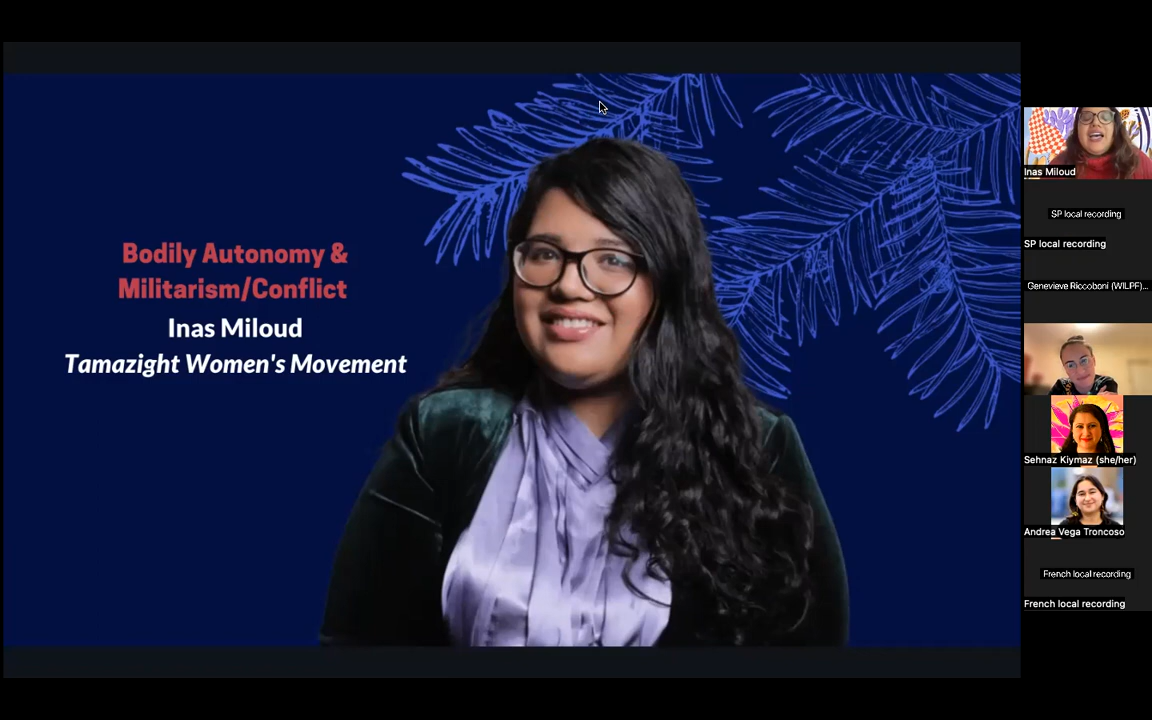 Bodily Autonomy &
Militarism/Conflict
Inas Miloud
Tamazight Women's Movement
Inas Miloud
SP local recording
SP local recording
Genevieve Riccoboni (WILPF)...
Sehnaz Kiymaz (she/her)
Andrea Vega Troncoso
French local recording
French local recording